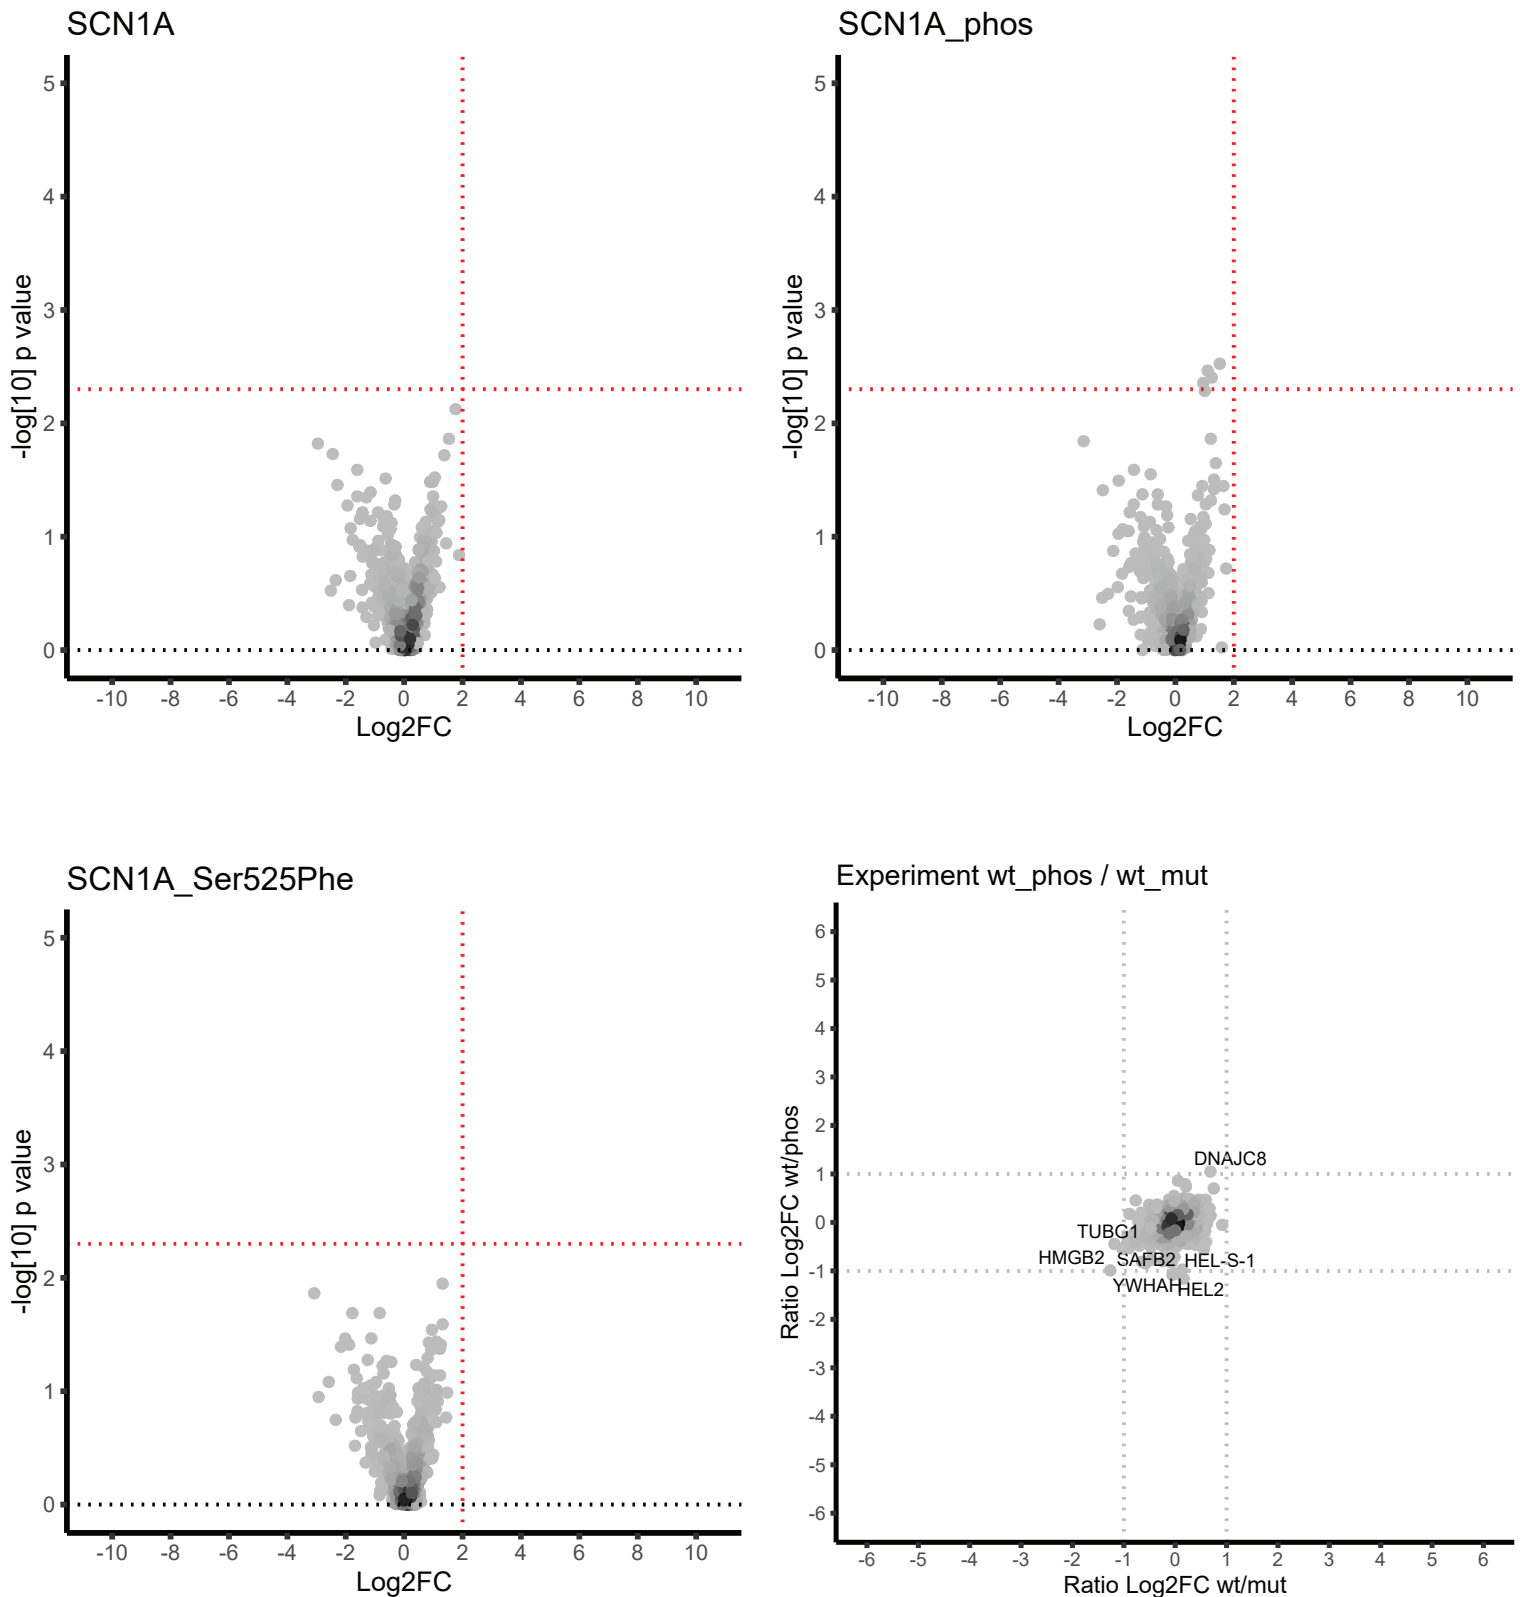 SCN1A
5
4
3
2
1
0
-log[10] p value
-10 -8 -6 -4 -2 0 2 4 6 8 10
Log2FC
SCN1A_phos
5
4
3
2
1
0
-log[10] p value
-10 -8 -6 -4 -2 0 2 4 6 8 10
Log2FC
SCN1A_Ser525Phe
5
4
3
2
1
0
-log[10] p value
-10 -8 -6 -4 -2 0 2 4 6 8 10
Log2FC
Experiment wt_phos / wt_mut
6
5
4
3
2
1
0
-1
-2
-3
-4
-5
-6
Ratio Log2FC wt/phos
DNAJC8
TUBG1
HMGB2 SAFB2 HEL-S-1
YWHAH HEL2
-6 -5 -4 -3 -2 -1 0 1 2 3 4 5 6
Ratio Log2FC wt/mut